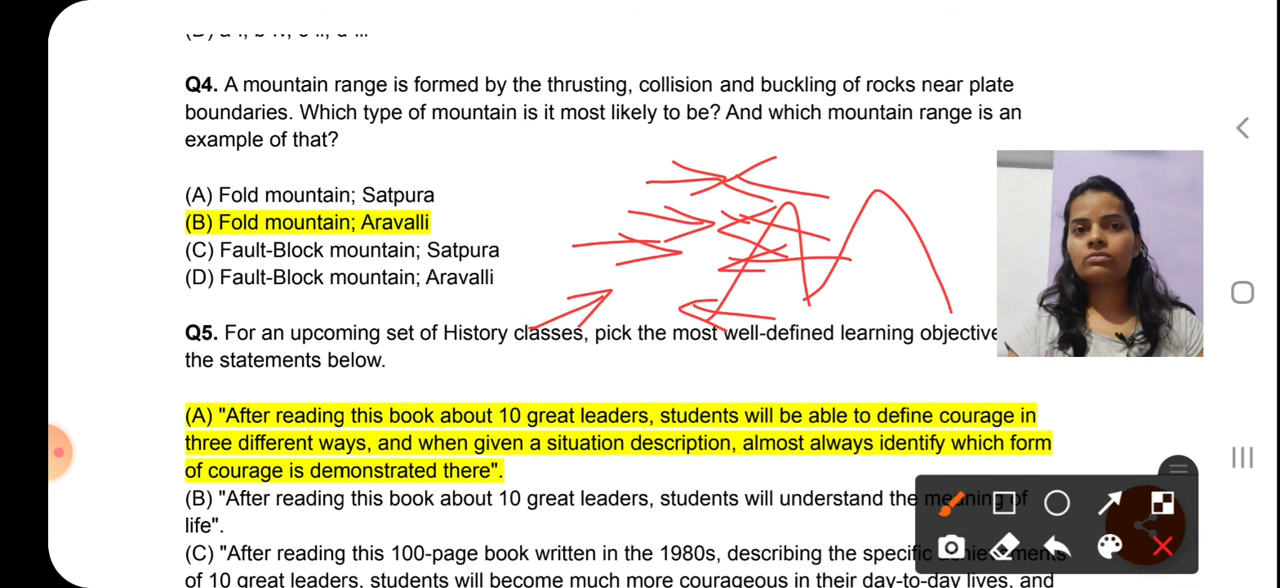 Q4. A mountain range is formed by the thrusting, collision and buckling of rocks near plate
boundaries. Which type of mountain is it most likely to be? And which mountain range is an
example of that?
(A) Fold mountain; Satpura
(B) Fold mountain; Aravalli
(C) Fault-Block mountain; Satpura
(D) Fault-Block mountain; Aravalli
Q5. For an upcoming set of History classes, pick the most well-defined learning objective
the statements below.
(A) "After reading this book about 10 great leaders, students will be able to define courage in
three different ways, and when given a situation description, almost always identify which form
of courage is demonstrated there".
(B) "After reading this book about 10 great leaders, students will understand the meaning of
life".
(C) "After reading this 100-page book written in the 1980s, describing the specific achievements
of 10 great leaders, students will become much more courageous in their day-to-day lives, and